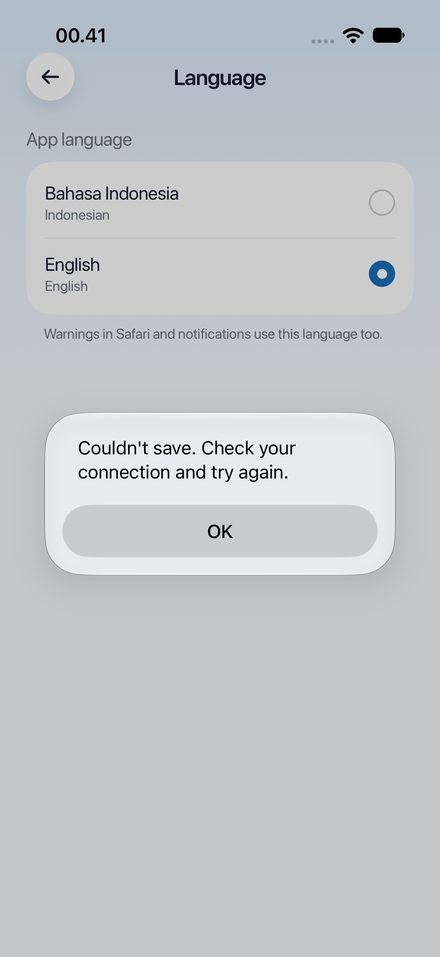 00.41
Language
App language
Bahasa Indonesia
Indonesian
English
English
Warnings in Safari and notifications use this language too.
Couldn't save. Check your
connection and try again.
OK